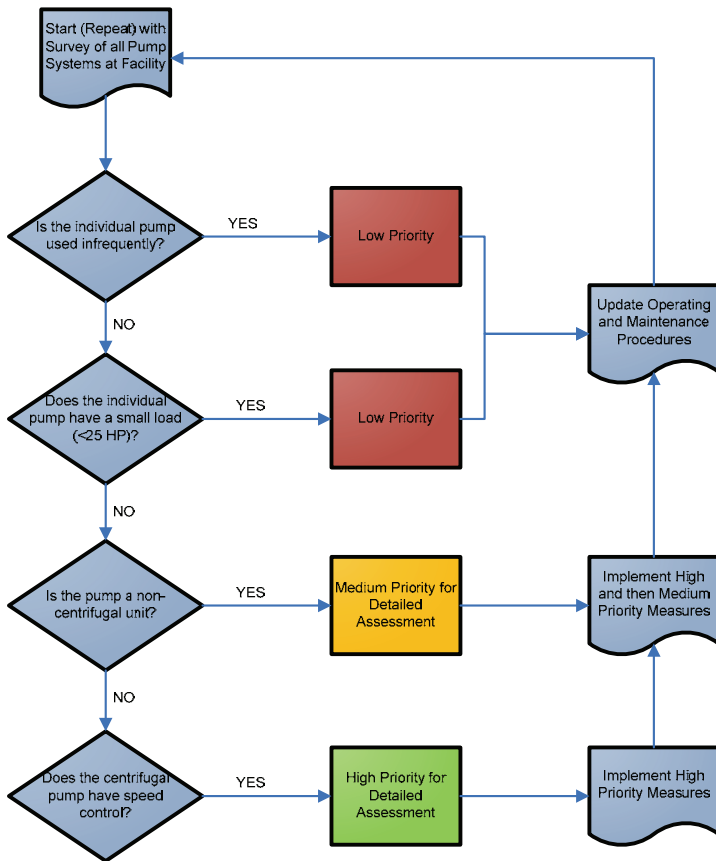 Start (Repeat) with
Survey of all Pump
Systems at Facility
Is the individual pump
used infrequently?
YES
Low Priority
Update Operating
and Maintenance
Procedures
NO
Does the individual
pump have a small load
(<25 HP)?
YES
Low Priority
NO
Is the pump a non-
centrifugal unit?
YES
Medium Priority for
Detailed
Assessment
Implement High
and then Medium
Priority Measures
NO
Does the centrifugal
pump have speed
control?
YES
High Priority for
Detailed
Assessment
Implement High
Priority Measures